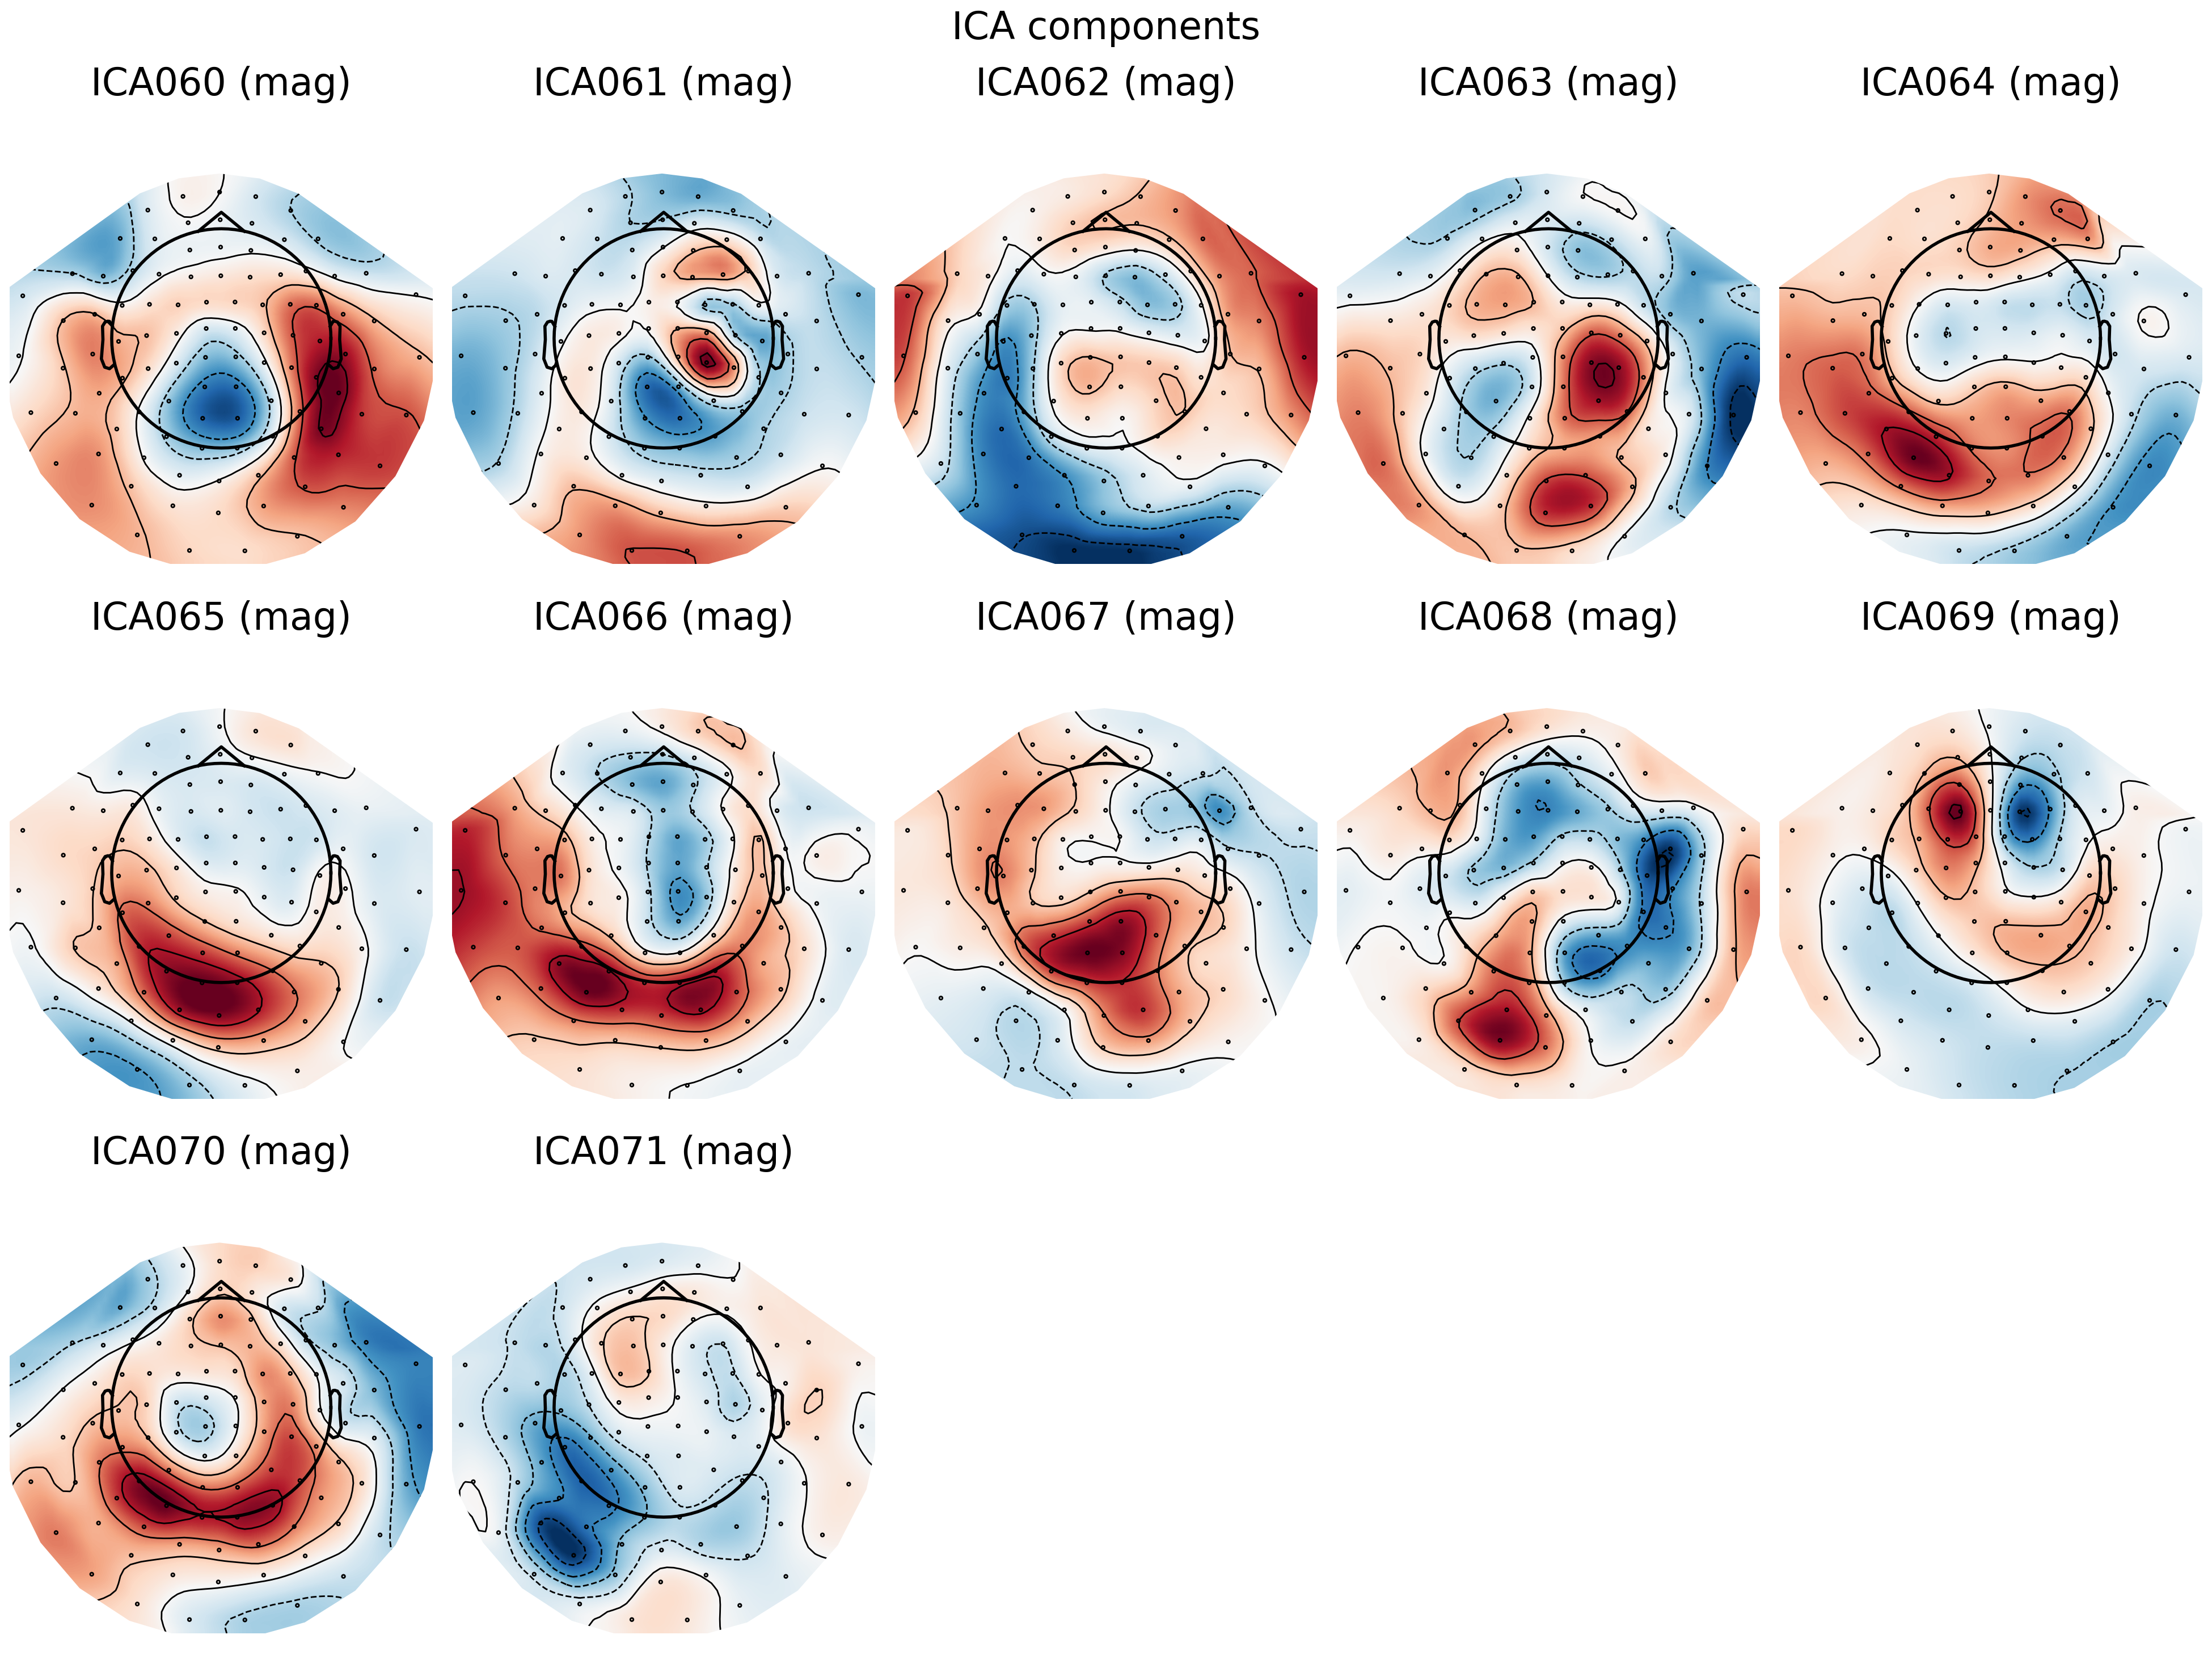 ICA components
ICA060 (mag)
ICA061 (mag)
ICA062 (mag)
ICA063 (mag)
ICA064 (mag)
ICA065 (mag)
ICA066 (mag)
ICA067 (mag)
ICA068 (mag)
ICA069 (mag)
ICA070 (mag)
ICA071 (mag)